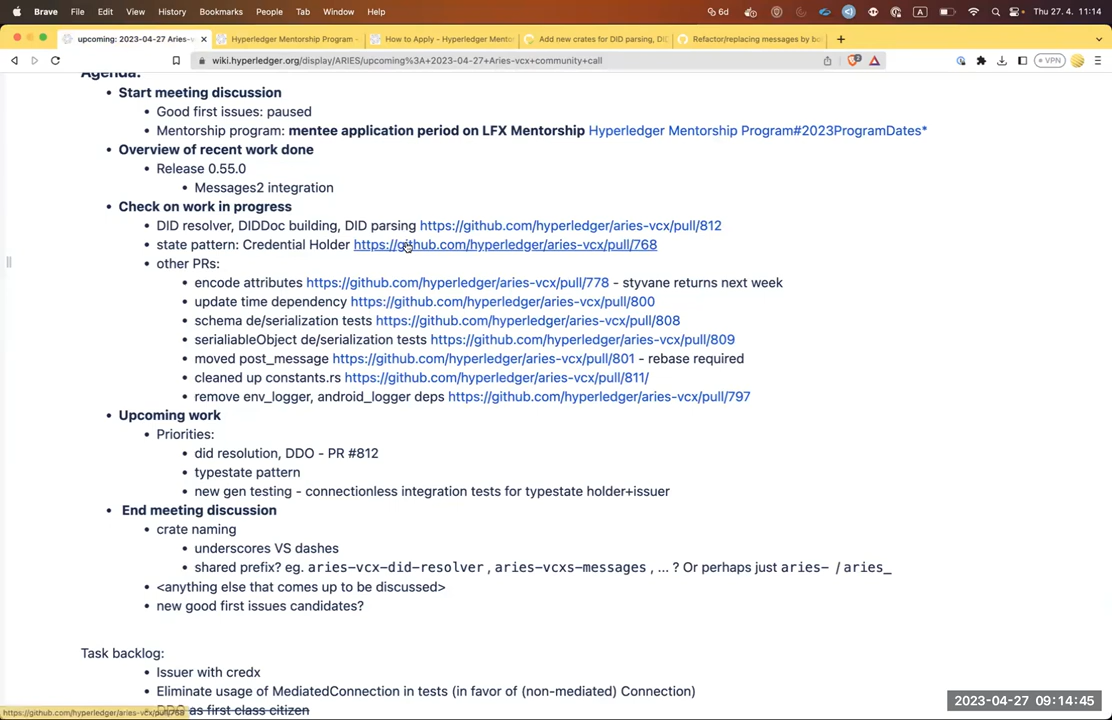 Brave File Edit View History Bookmarks People Tab Window Help 6d A Thu 27. 4. 11:14
upcoming: 2023-04-27 Aries-v Hyperledger Mentorship Program - How to Apply - Hyperledger Mento Add new crates for DID parsing, DID Refactor/replacing messages by bo
wiki.hyperledger.org/display/ARIES/upcoming%3A+2023-04-27+Aries-vcx+community+call 2 VPN
Agenda:
Start meeting discussion
Good first issues: paused
Mentorship program: mentee application period on LFX Mentorship Hyperledger Mentorship Program#2023ProgramDates*
Overview of recent work done
Release 0.55.0
Messages2 integration
Check on work in progress
DID resolver, DIDDoc building, DID parsing https://github.com/hyperledger/aries-vcx/pull/812
state pattern: Credential Holder https://github.com/hyperledger/aries-vcx/pull/768
other PRs:
encode attributes https://github.com/hyperledger/aries-vcx/pull/778 - styvane returns next week
update time dependency https://github.com/hyperledger/aries-vcx/pull/800
schema de/serialization tests https://github.com/hyperledger/aries-vcx/pull/808
serialiableObject de/serialization tests https://github.com/hyperledger/aries-vcx/pull/809
moved post_message https://github.com/hyperledger/aries-vcx/pull/801 - rebase required
cleaned up constants.rs https://github.com/hyperledger/aries-vcx/pull/811/
remove env_logger, android_logger deps https://github.com/hyperledger/aries-vcx/pull/797
Upcoming work
Priorities:
did resolution, DDO - PR #812
typestate pattern
new gen testing - connectionless integration tests for typestate holder+issuer
End meeting discussion
crate naming
underscores VS dashes
shared prefix? eg. aries-vcx-did-resolver , aries-vcxs-messages , ... ? Or perhaps just aries- / aries_
<anything else that comes up to be discussed>
new good first issues candidates?
Task backlog:
Issuer with credx
Eliminate usage of MediatedConnection in tests (in favor of (non-mediated) Connection)
DDO as first class citizen
https://github.com/hyperledger/aries-vcx/pull/768
2023-04-27 09:14:45